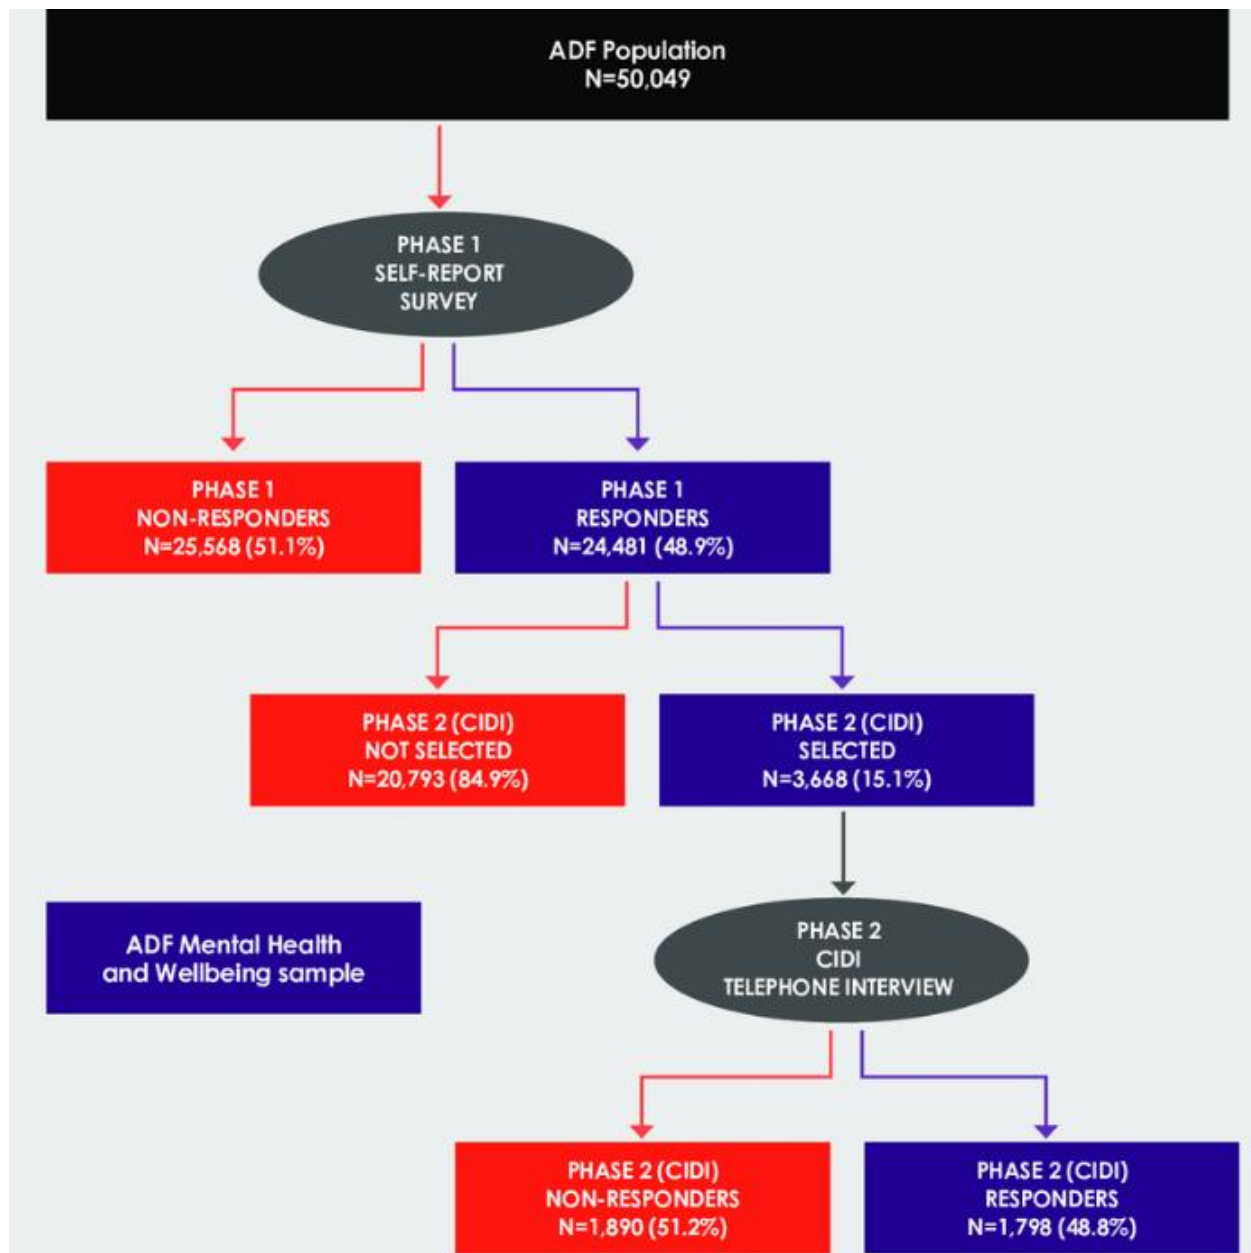 ADF Population
N=50,049
PHASE 1
SELF-REPORT
SURVEY
PHASE 1
NON-RESPONDERS
N=25,568 (51.1%)
PHASE 1
RESPONDERS
N=24,481 (48.9%)
PHASE 2 (CIDI)
NOT SELECTED
N=20,793 (84.9%)
PHASE 2 (CIDI)
SELECTED
N=3,668 (15.1%)
ADF Mental Health
and Wellbeing sample
PHASE 2
CIDI
TELEPHONE INTERVIEW
PHASE 2 (CIDI)
NON-RESPONDERS
N=1,890 (51.2%)
PHASE 2 (CIDI)
RESPONDERS
N=1,798 (48.8%)